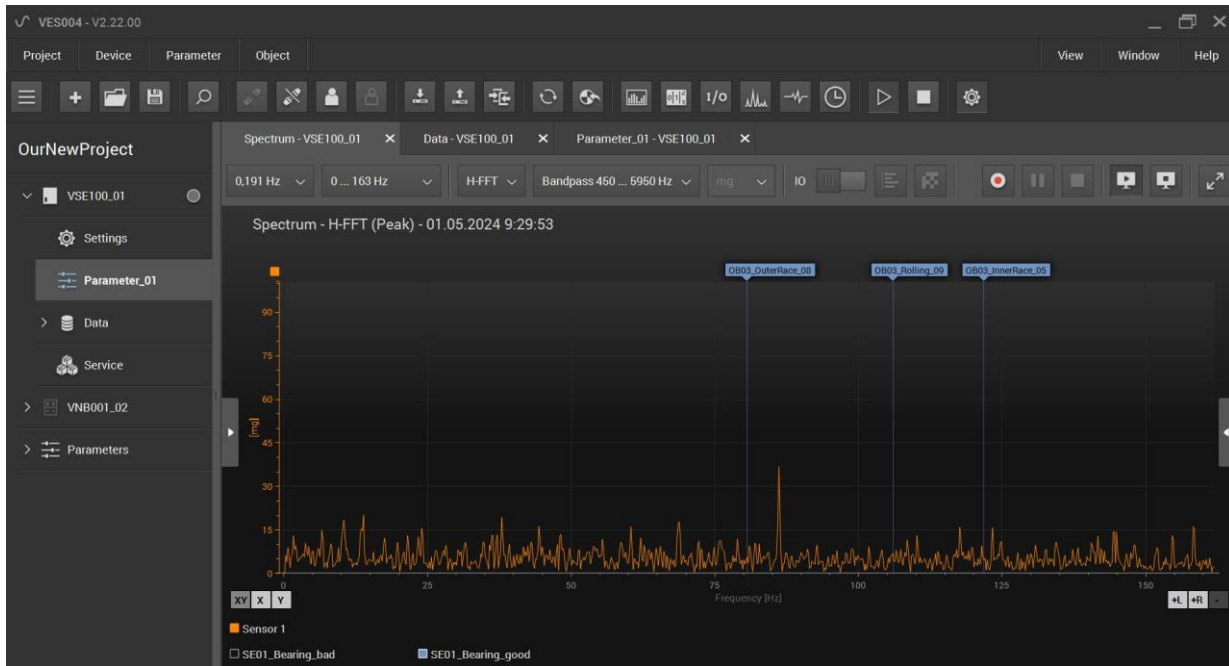 VES004 - V2.22.00
Project Device Parameter Object View Window Help
I/O
OurNewProject
Spectrum - VSE100_01 Data - VSE100_01 Parameter_01 - VSE100_01
0,191 Hz 0 ... 163 Hz H-FFT Bandpass 450 ... 5950 Hz mg IO
VSE100_01
Settings
Parameter_01
Data
Service
VNB001_02
Parameters
Spectrum - H-FFT (Peak) - 01.05.2024 9:29:53
OB03_OuterRace_08 OB03_Rolling_09 OB03_InnerRace_05
90
75
60
[mg]
45
30
15
0
0 25 50 75 100 125 150
Frequency [Hz]
XY X Y +L +R -
Sensor 1
SE01_Bearing_bad SE01_Bearing_good